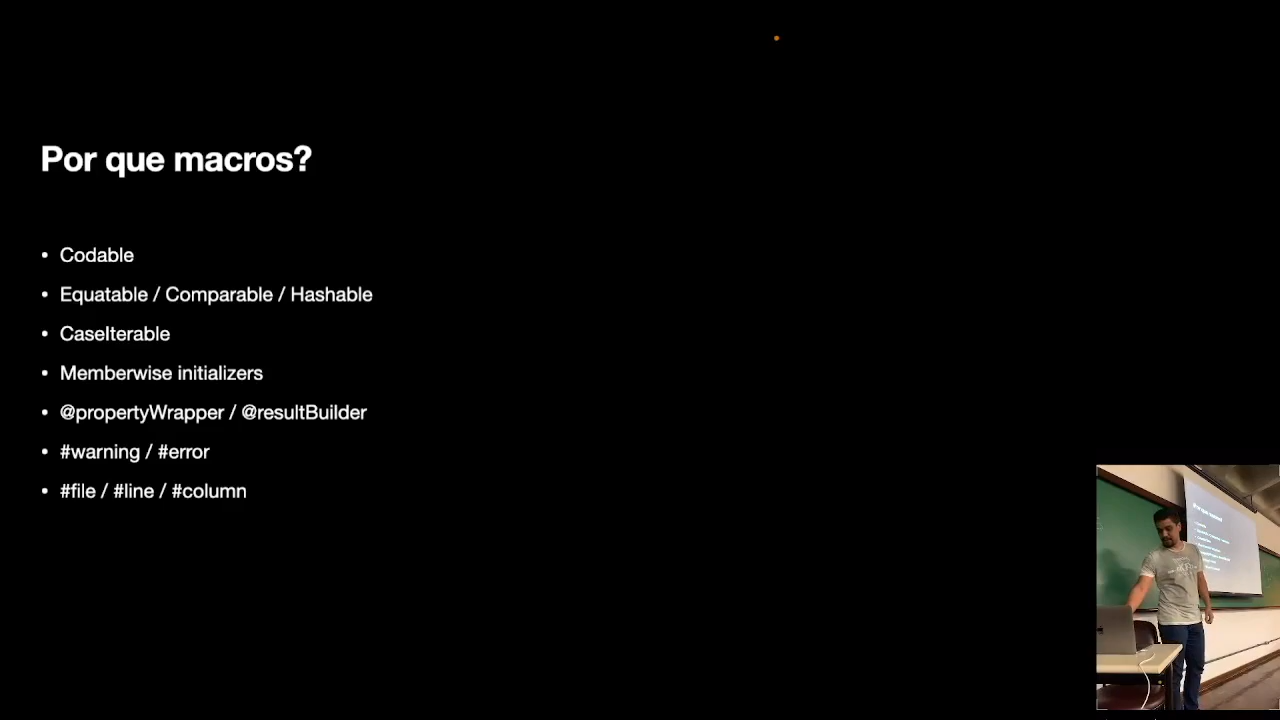 Por que macros?
• Codable
• Equatable / Comparable / Hashable
• CaseIterable
• Memberwise initializers
• @propertyWrapper / @resultBuilder
• #warning / #error
• #file / #line / #column